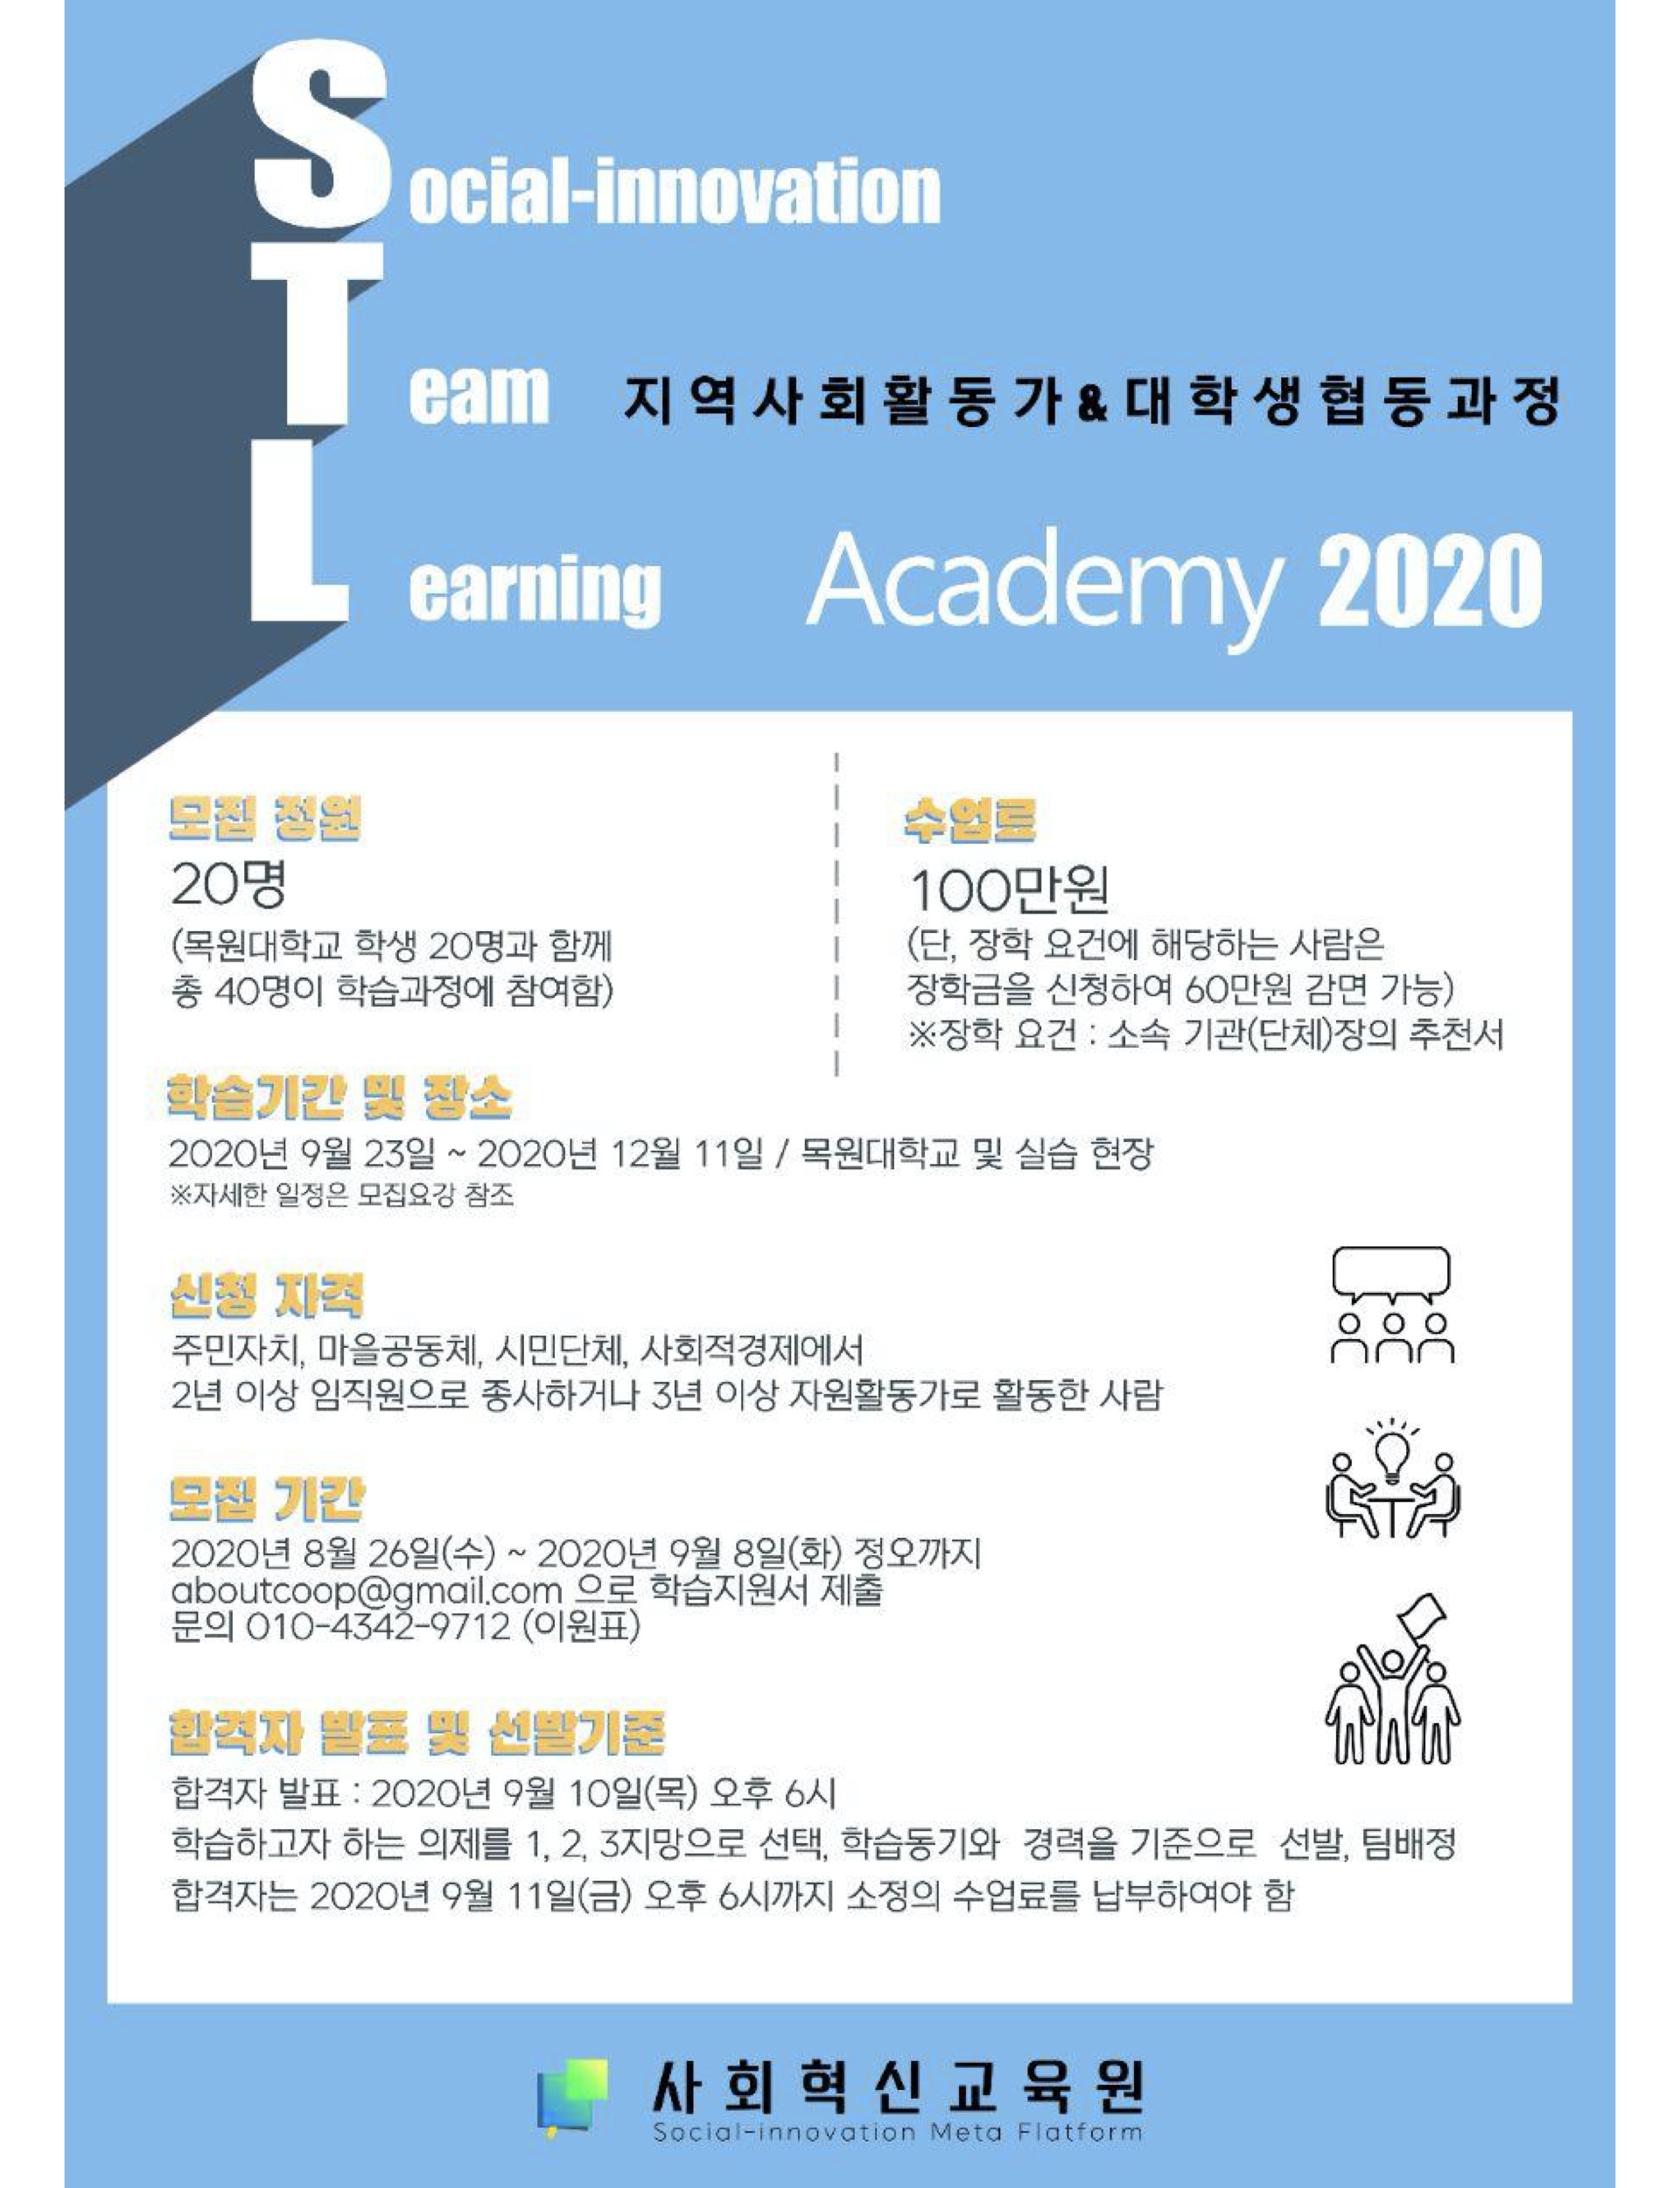 Social-innovation
Team 지역사회활동가&대학생협동과정
Learning Academy 2020
모집 정원
20명
(목원대학교 학생 20명과 함께
총 40명이 학습과정에 참여함)
수업료
100만원
(단, 장학 요건에 해당하는 사람은
장학금을 신청하여 60만원 감면 가능)
※장학 요건 : 소속 기관(단체)장의 추천서
학습기간 및 장소
2020년 9월 23일 ~ 2020년 12월 11일 / 목원대학교 및 실습 현장
※자세한 일정은 모집요강 참조
신청 자격
주민자치, 마을공동체, 시민단체, 사회적경제에서
2년 이상 임직원으로 종사하거나 3년 이상 자원활동가로 활동한 사람
모집 기간
2020년 8월 26일(수) ~ 2020년 9월 8일(화) 정오까지
aboutcoop@gmail.com 으로 학습지원서 제출
문의 010-4342-9712 (이원표)
합격자 발표 및 선발기준
합격자 발표 : 2020년 9월 10일(목) 오후 6시
학습하고자 하는 의제를 1, 2, 3지망으로 선택, 학습동기와 경력을 기준으로 선발, 팀배정
합격자는 2020년 9월 11일(금) 오후 6시까지 소정의 수업료를 납부하여야 함
사회혁신교육원
Social-innovation Meta Flatform